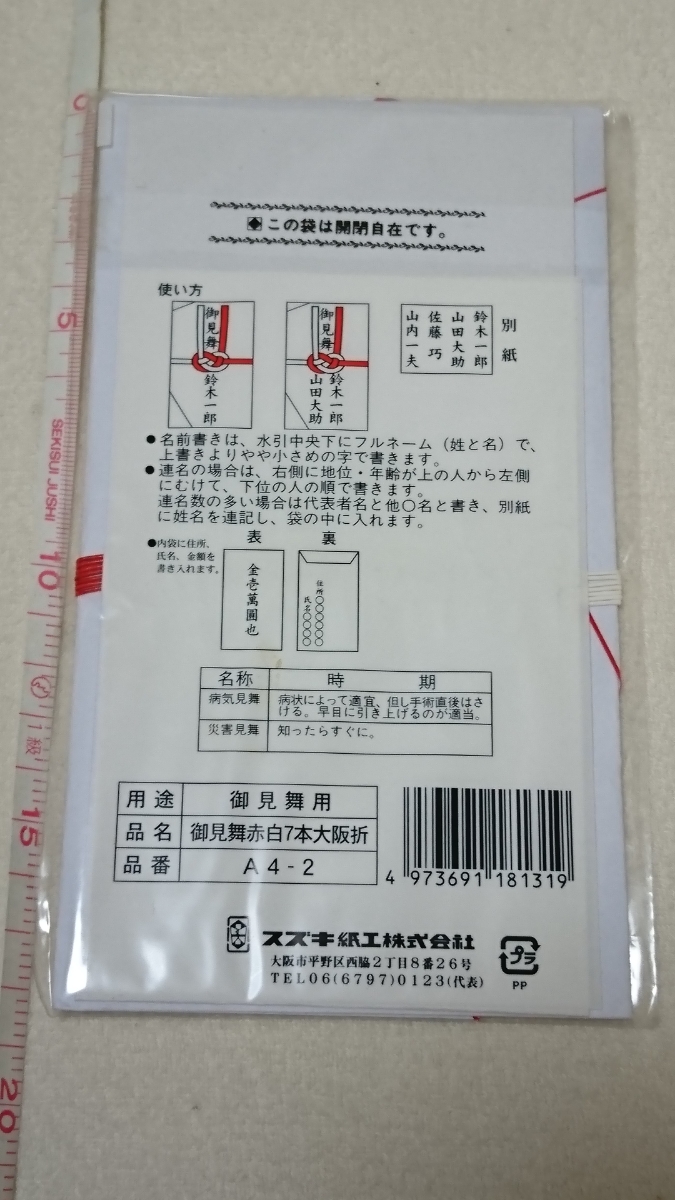 ◆この袋は開閉自在です。
使い方
御見舞
鈴木一郎
御見舞
鈴木一郎
山田大助
別紙
鈴木一郎
山田大助
佐藤巧
山内一夫
●名前書きは、水引中央下にフルネーム（姓と名）で、
上書きよりやや小さめの字で書きます。
●連名の場合は、右側に地位・年齢が上の人から左側
にむけて、下位の人の順で書きます。
連名数の多い場合は代表者名と他〇名と書き、別紙
に姓名を連記し、袋の中に入れます。
●内袋に住所、
氏名、金額を
書き入れます。
表
金壱萬圓也
裏
住所〇〇〇〇〇
氏名〇〇〇〇
名称 時期
病気見舞 病状によって適宜、但し手術直後はさ
ける。早目に引き上げるのが適当。
災害見舞 知ったらすぐに。
用途 御見舞用
品名 御見舞赤白7本大阪折
品番 A4-2
4 973691 181319
スズキ紙工株式会社
大阪市平野区西脇2丁目8番26号
TEL06(6797)0123(代表)
プラ
PP
0
5
SEKISUI JUSHI
10
1級
15
20